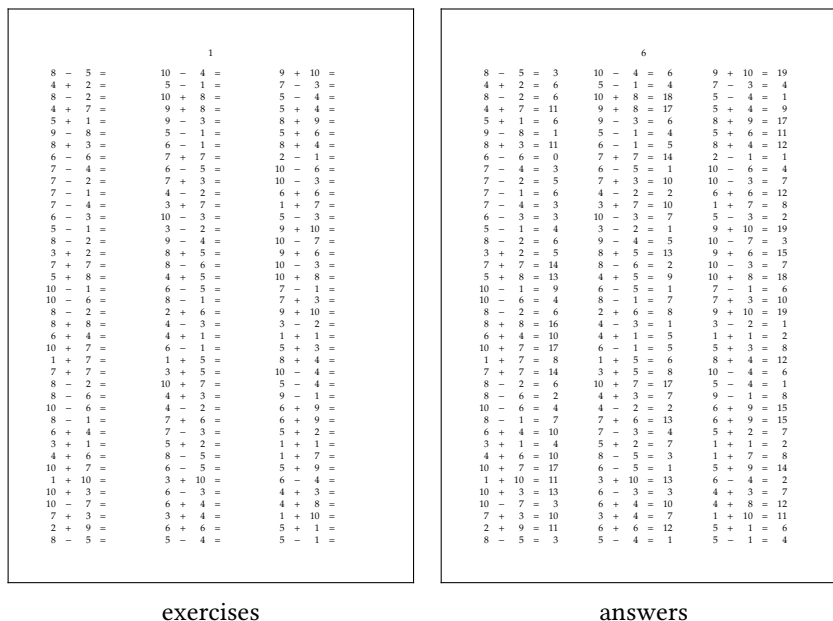 1
8 − 5 = 10 − 4 = 9 + 10 =
4 + 2 = 5 − 1 = 7 − 3 =
8 − 2 = 10 + 8 = 5 − 4 =
4 + 7 = 9 + 8 = 5 + 4 =
5 + 1 = 9 − 3 = 8 + 9 =
9 − 8 = 5 − 1 = 5 + 6 =
8 + 3 = 6 − 1 = 8 + 4 =
6 − 6 = 7 + 7 = 2 − 1 =
7 − 4 = 6 − 5 = 10 − 6 =
7 − 2 = 7 + 3 = 10 − 3 =
7 − 1 = 4 − 2 = 6 + 6 =
7 − 4 = 3 + 7 = 1 + 7 =
6 − 3 = 10 − 3 = 5 − 3 =
5 − 1 = 3 − 2 = 9 + 10 =
8 − 2 = 9 − 4 = 10 − 7 =
3 + 2 = 8 + 5 = 9 + 6 =
7 + 7 = 8 − 6 = 10 − 3 =
5 + 8 = 4 + 5 = 10 + 8 =
10 − 1 = 6 − 5 = 7 − 1 =
10 − 6 = 8 − 1 = 7 + 3 =
8 − 2 = 2 + 6 = 9 + 10 =
8 + 8 = 4 − 3 = 3 − 2 =
6 + 4 = 4 + 1 = 1 + 1 =
10 + 7 = 6 − 1 = 5 + 3 =
1 + 7 = 1 + 5 = 8 + 4 =
7 + 7 = 3 + 5 = 10 − 4 =
8 − 2 = 10 + 7 = 5 − 4 =
8 − 6 = 4 + 3 = 9 − 1 =
10 − 6 = 4 − 2 = 6 + 9 =
8 − 1 = 7 + 6 = 6 + 9 =
6 + 4 = 7 − 3 = 5 + 2 =
3 + 1 = 5 + 2 = 1 + 1 =
4 + 6 = 8 − 5 = 1 + 7 =
10 + 7 = 6 − 5 = 5 + 9 =
1 + 10 = 3 + 10 = 6 − 4 =
10 + 3 = 6 − 3 = 4 + 3 =
10 − 7 = 6 + 4 = 4 + 8 =
7 + 3 = 3 + 4 = 1 + 10 =
2 + 9 = 6 + 6 = 5 + 1 =
8 − 5 = 5 − 4 = 5 − 1 =
exercises
6
8 − 5 = 3 10 − 4 = 6 9 + 10 = 19
4 + 2 = 6 5 − 1 = 4 7 − 3 = 4
8 − 2 = 6 10 + 8 = 18 5 − 4 = 1
4 + 7 = 11 9 + 8 = 17 5 + 4 = 9
5 + 1 = 6 9 − 3 = 6 8 + 9 = 17
9 − 8 = 1 5 − 1 = 4 5 + 6 = 11
8 + 3 = 11 6 − 1 = 5 8 + 4 = 12
6 − 6 = 0 7 + 7 = 14 2 − 1 = 1
7 − 4 = 3 6 − 5 = 1 10 − 6 = 4
7 − 2 = 5 7 + 3 = 10 10 − 3 = 7
7 − 1 = 6 4 − 2 = 2 6 + 6 = 12
7 − 4 = 3 3 + 7 = 10 1 + 7 = 8
6 − 3 = 3 10 − 3 = 7 5 − 3 = 2
5 − 1 = 4 3 − 2 = 1 9 + 10 = 19
8 − 2 = 6 9 − 4 = 5 10 − 7 = 3
3 + 2 = 5 8 + 5 = 13 9 + 6 = 15
7 + 7 = 14 8 − 6 = 2 10 − 3 = 7
5 + 8 = 13 4 + 5 = 9 10 + 8 = 18
10 − 1 = 9 6 − 5 = 1 7 − 1 = 6
10 − 6 = 4 8 − 1 = 7 7 + 3 = 10
8 − 2 = 6 2 + 6 = 8 9 + 10 = 19
8 + 8 = 16 4 − 3 = 1 3 − 2 = 1
6 + 4 = 10 4 + 1 = 5 1 + 1 = 2
10 + 7 = 17 6 − 1 = 5 5 + 3 = 8
1 + 7 = 8 1 + 5 = 6 8 + 4 = 12
7 + 7 = 14 3 + 5 = 8 10 − 4 = 6
8 − 2 = 6 10 + 7 = 17 5 − 4 = 1
8 − 6 = 2 4 + 3 = 7 9 − 1 = 8
10 − 6 = 4 4 − 2 = 2 6 + 9 = 15
8 − 1 = 7 7 + 6 = 13 6 + 9 = 15
6 + 4 = 10 7 − 3 = 4 5 + 2 = 7
3 + 1 = 4 5 + 2 = 7 1 + 1 = 2
4 + 6 = 10 8 − 5 = 3 1 + 7 = 8
10 + 7 = 17 6 − 5 = 1 5 + 9 = 14
1 + 10 = 11 3 + 10 = 13 6 − 4 = 2
10 + 3 = 13 6 − 3 = 3 4 + 3 = 7
10 − 7 = 3 6 + 4 = 10 4 + 8 = 12
7 + 3 = 10 3 + 4 = 7 1 + 10 = 11
2 + 9 = 11 6 + 6 = 12 5 + 1 = 6
8 − 5 = 3 5 − 4 = 1 5 − 1 = 4
answers